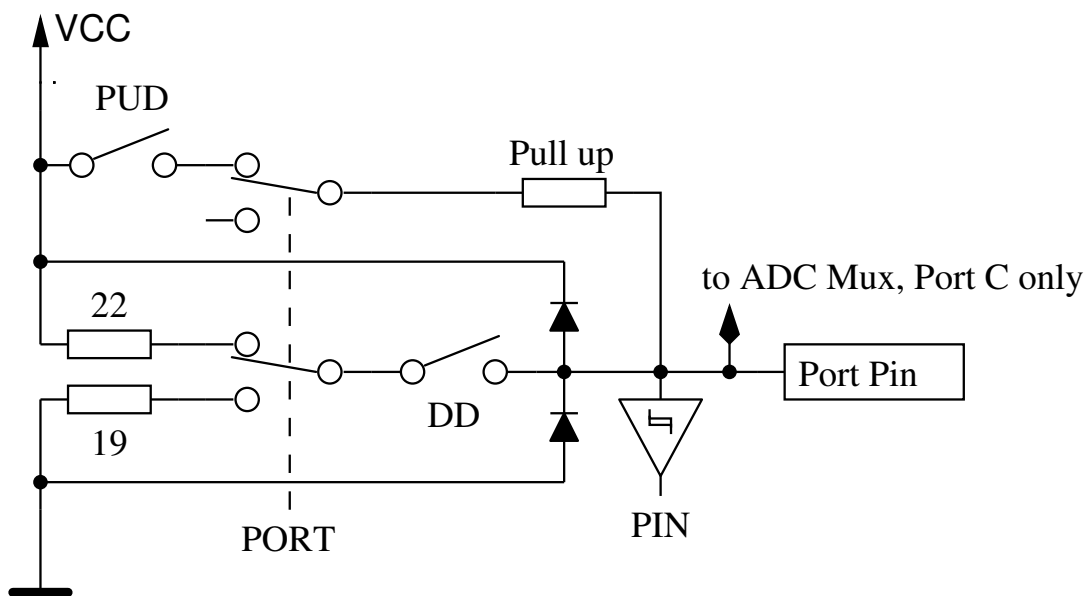 VCC
PUD
Pull up
to ADC Mux, Port C only
22
Port Pin
DD
19
PIN
PORT